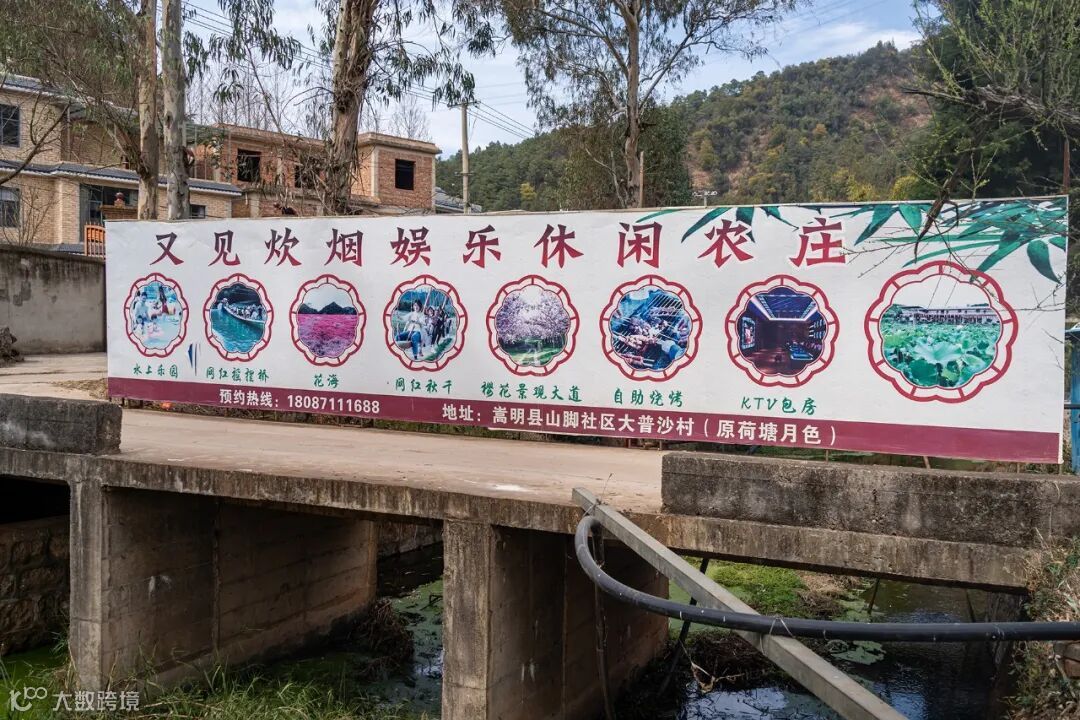 又见炊烟娱乐休闲农庄
水上乐园
网红摇摆桥
花海
网红秋千
樱花景观大道
自助烧烤
KTV包房
预约热线：18087111688
地址：嵩明县山脚社区大普沙村（原荷塘月色）
大数跨境